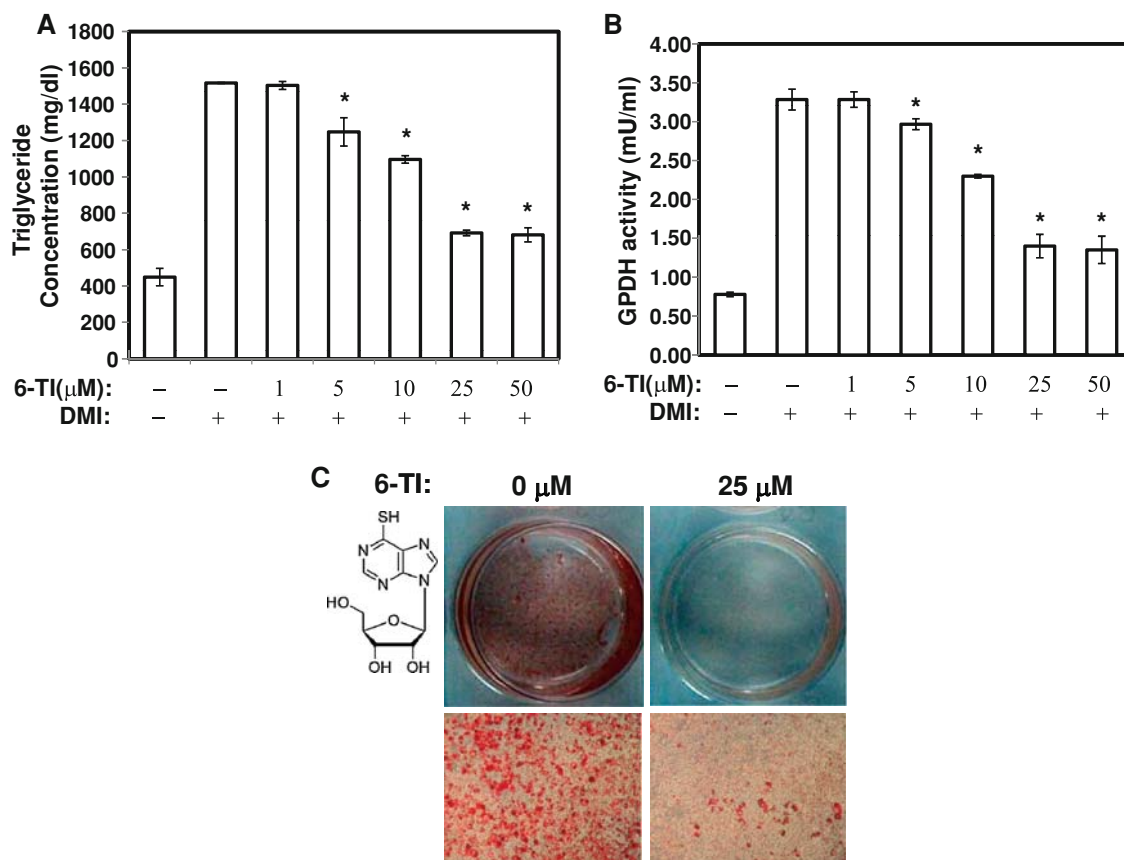 A
Triglyceride
Concentration (mg/dl)
1800
1600
1400
1200
1000
800
600
400
200
0
* * * *
6-TI(μM): – – 1 5 10 25 50
DMI: – + + + + + +
B
GPDH activity (mU/ml)
4.00
3.50
3.00
2.50
2.00
1.50
1.00
0.50
0.00
* * * *
6-TI(μM): – – 1 5 10 25 50
DMI: – + + + + + +
C 6-TI: 0 μM 25 μM
SH
N N
N N
HO
O
OH OH